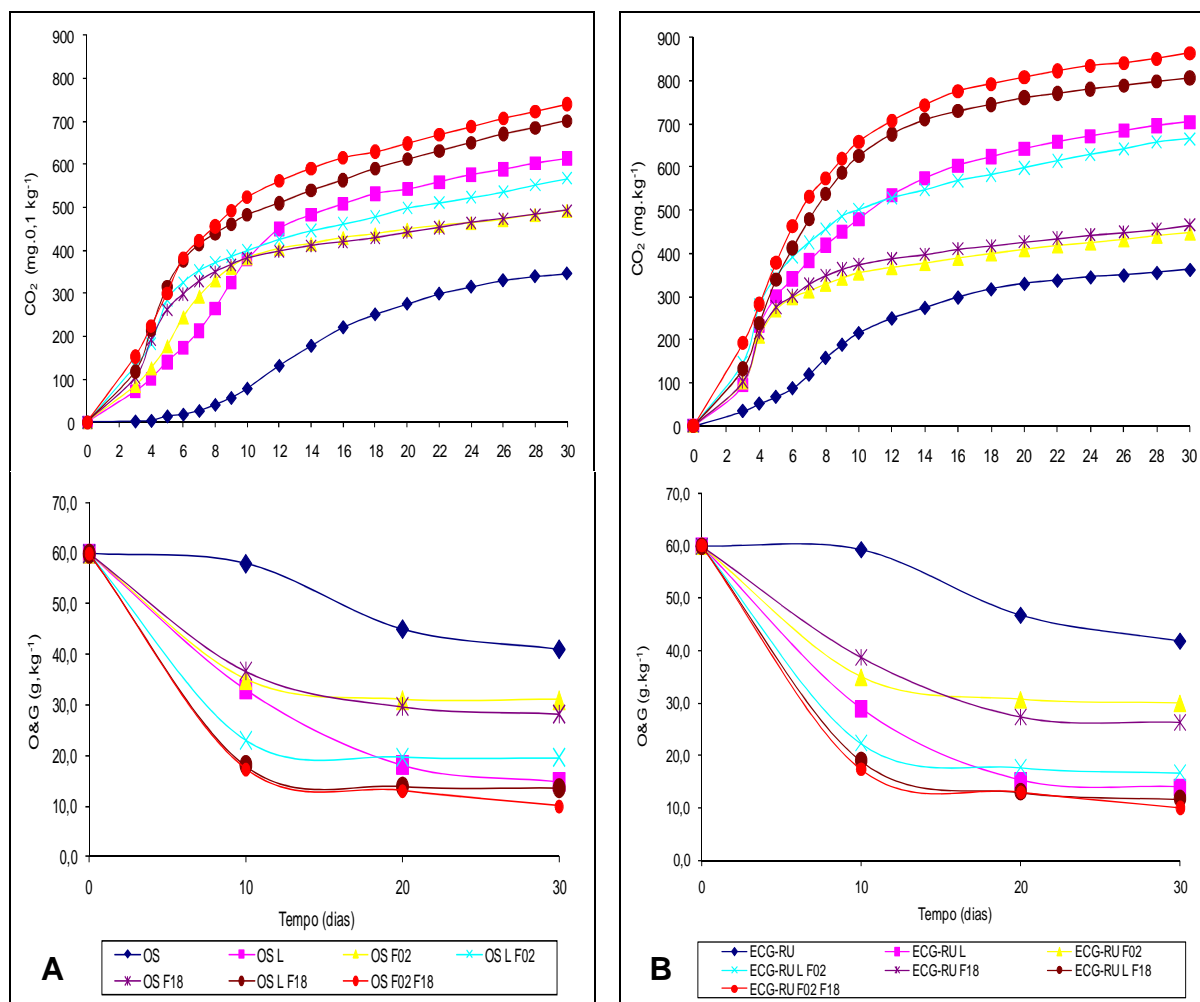 CO₂ (mg.0,1 kg⁻¹)
900
800
700
600
500
400
300
200
100
0
0 2 4 6 8 10 12 14 16 18 20 22 24 26 28 30
O&G (g.kg⁻¹)
70,0
60,0
50,0
40,0
30,0
20,0
10,0
0,0
0 10 20 30
Tempo (dias)
OS OS L OS F02 OS L F02
OS F18 OS L F18 OS F02 F18
A
CO₂ (mg.kg⁻¹)
900
800
700
600
500
400
300
200
100
0
0 2 4 6 8 10 12 14 16 18 20 22 24 26 28 30
O&G (g.kg⁻¹)
70,0
60,0
50,0
40,0
30,0
20,0
10,0
0,0
0 10 20 30
Tempo (dias)
ECG-RU ECG-RU L ECG-RU F02
ECG-RU L F02 ECG-RU F18 ECG-RU L F18
ECG-RU F02 F18
B